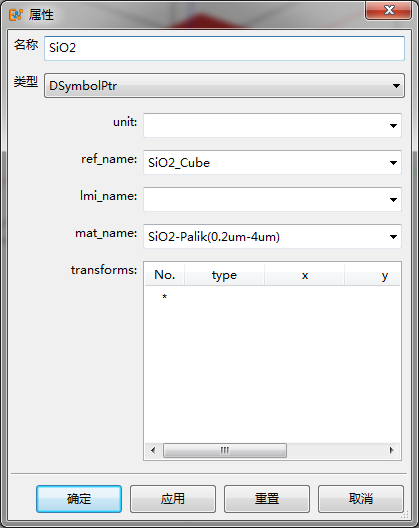 属性
名称
SiO2
类型
DSymbolPtr
unit:
ref_name:
SiO2_Cube
lmi_name:
mat_name:
SiO2-Palik(0.2um-4um)
transforms:
No. type x y
*
确定 应用 重置 取消